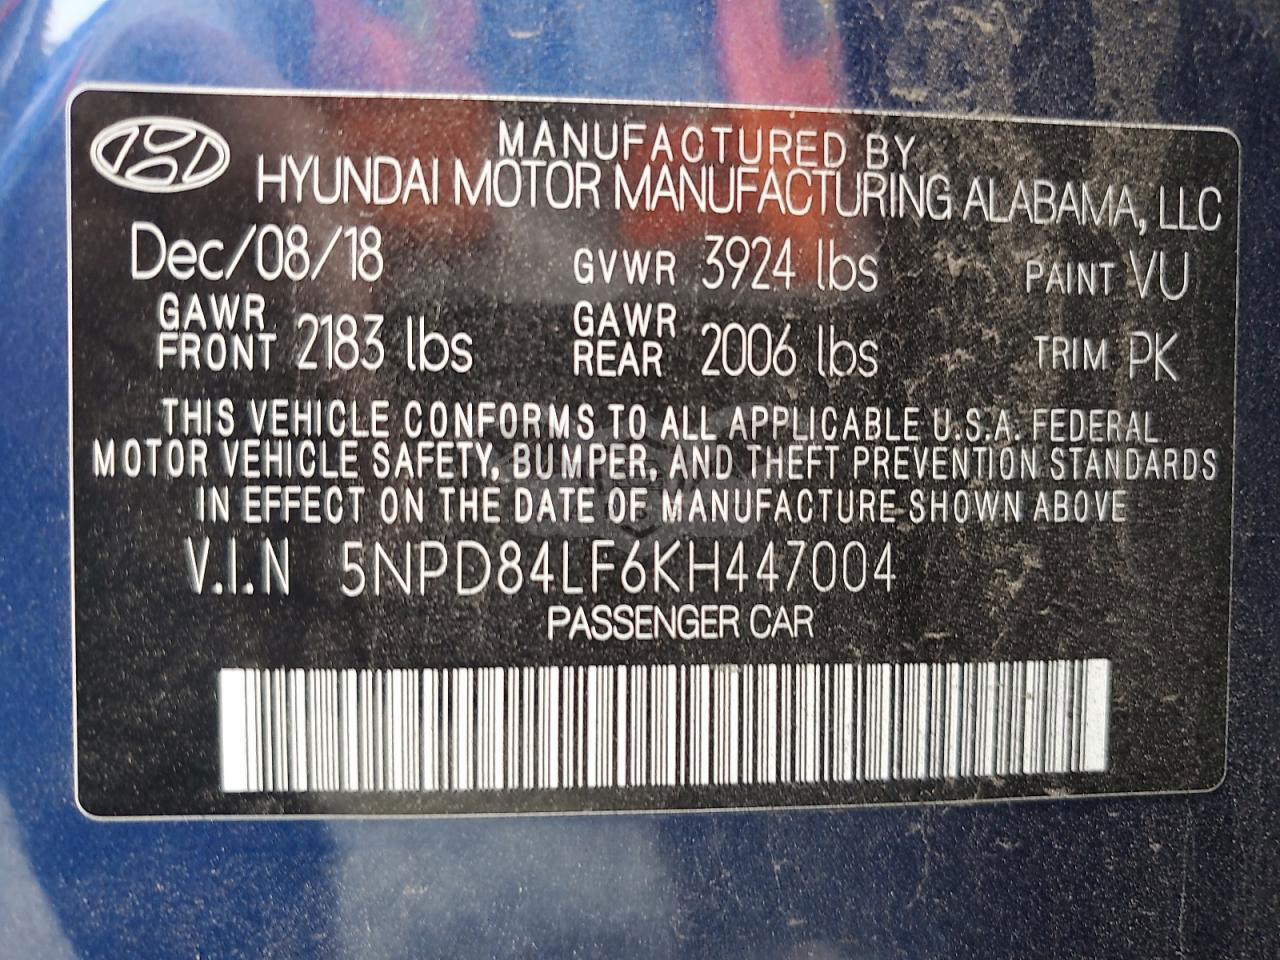 MANUFACTURED BY
HYUNDAI MOTOR MANUFACTURING ALABAMA, LLC
Dec/08/18 GVWR 3924 lbs PAINT VU
GAWR FRONT 2183 lbs GAWR REAR 2006 lbs TRIM PK
THIS VEHICLE CONFORMS TO ALL APPLICABLE U.S.A. FEDERAL
MOTOR VEHICLE SAFETY, BUMPER, AND THEFT PREVENTION STANDARDS
IN EFFECT ON THE DATE OF MANUFACTURE SHOWN ABOVE
V.I.N 5NPD84LF6KH447004
PASSENGER CAR